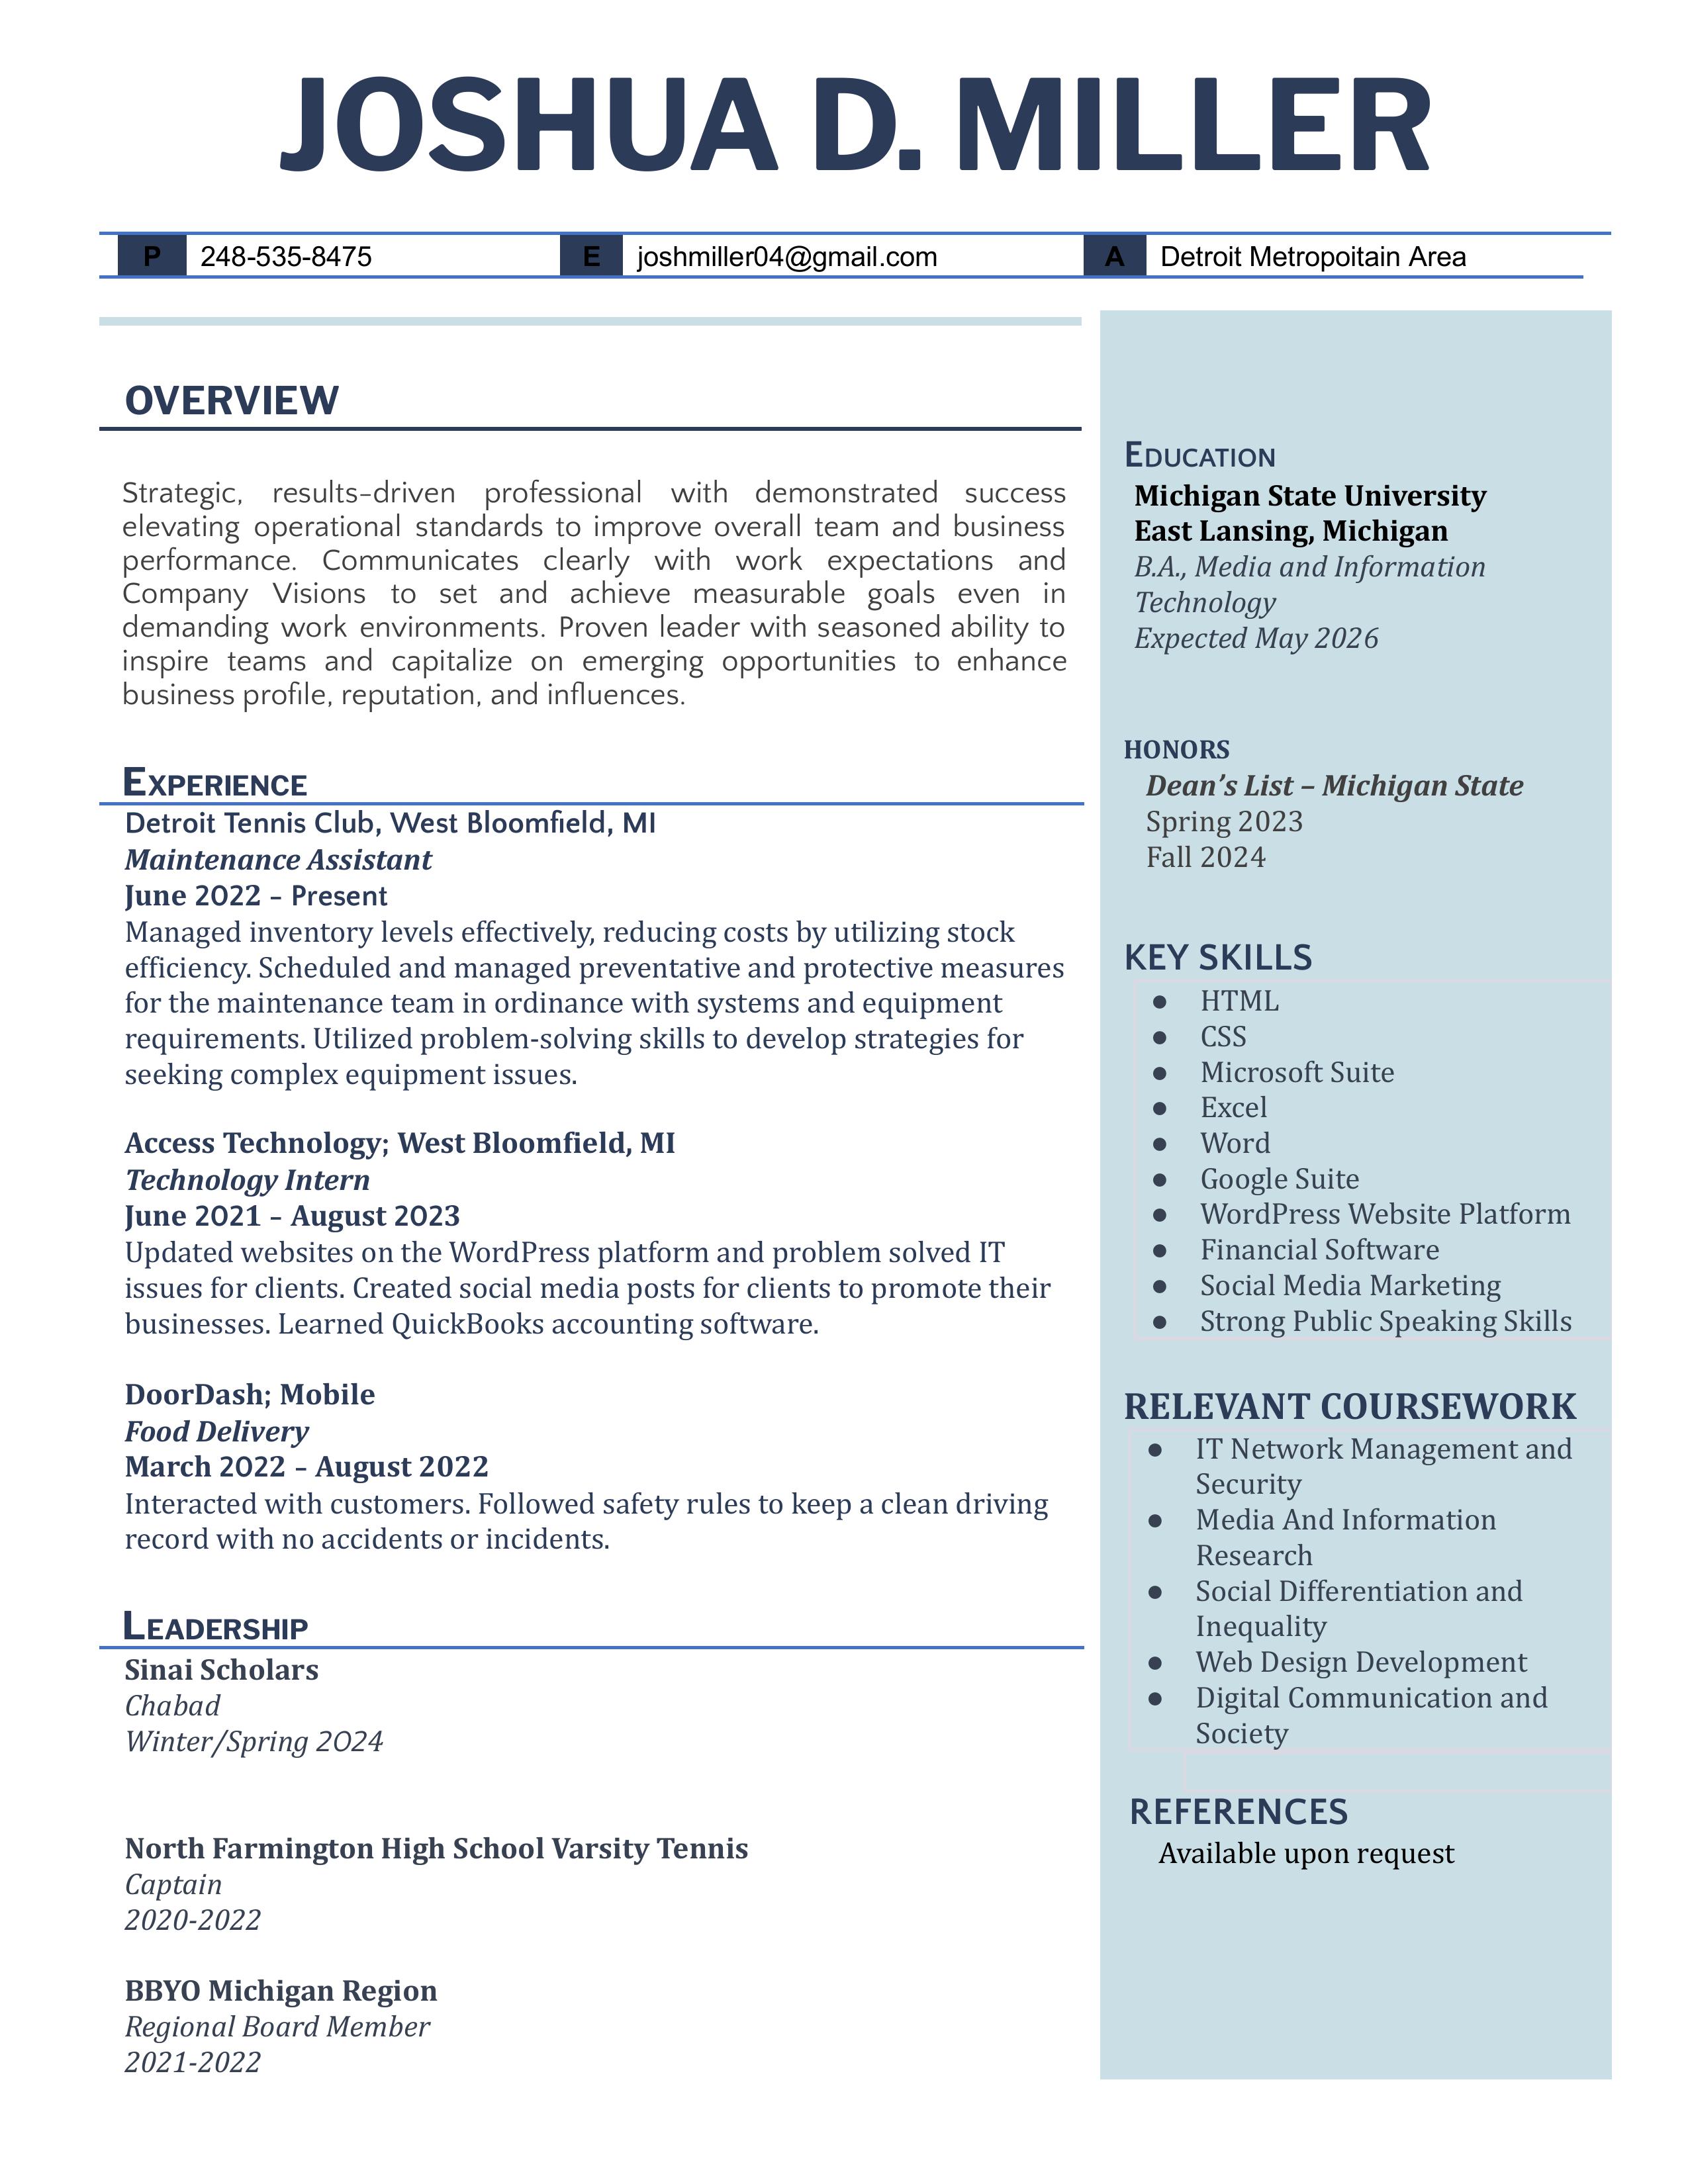 JOSHUA D. MILLER
P 248-535-8475 E joshmiller04@gmail.com A Detroit Metropoitain Area
OVERVIEW
Strategic, results-driven professional with demonstrated success
elevating operational standards to improve overall team and business
performance. Communicates clearly with work expectations and
Company Visions to set and achieve measurable goals even in
demanding work environments. Proven leader with seasoned ability to
inspire teams and capitalize on emerging opportunities to enhance
business profile, reputation, and influences.
EXPERIENCE
Detroit Tennis Club, West Bloomfield, MI
Maintenance Assistant
June 2022 – Present
Managed inventory levels effectively, reducing costs by utilizing stock
efficiency. Scheduled and managed preventative and protective measures
for the maintenance team in ordinance with systems and equipment
requirements. Utilized problem-solving skills to develop strategies for
seeking complex equipment issues.
Access Technology; West Bloomfield, MI
Technology Intern
June 2021 – August 2023
Updated websites on the WordPress platform and problem solved IT
issues for clients. Created social media posts for clients to promote their
businesses. Learned QuickBooks accounting software.
DoorDash; Mobile
Food Delivery
March 2022 – August 2022
Interacted with customers. Followed safety rules to keep a clean driving
record with no accidents or incidents.
LEADERSHIP
Sinai Scholars
Chabad
Winter/Spring 2024
North Farmington High School Varsity Tennis
Captain
2020-2022
BBYO Michigan Region
Regional Board Member
2021-2022
EDUCATION
Michigan State University
East Lansing, Michigan
B.A., Media and Information
Technology
Expected May 2026
HONORS
Dean’s List – Michigan State
Spring 2023
Fall 2024
KEY SKILLS
● HTML
● CSS
● Microsoft Suite
● Excel
● Word
● Google Suite
● WordPress Website Platform
● Financial Software
● Social Media Marketing
● Strong Public Speaking Skills
RELEVANT COURSEWORK
● IT Network Management and
Security
● Media And Information
Research
● Social Differentiation and
Inequality
● Web Design Development
● Digital Communication and
Society
REFERENCES
Available upon request